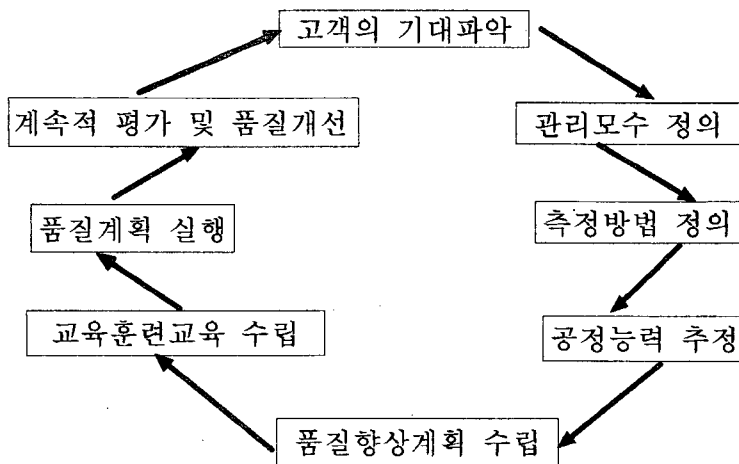 고객의 기대파악
계속적 평가 및 품질개선
관리모수 정의
품질계획 실행
측정방법 정의
교육훈련교육 수립
공정능력 추정
품질향상계획 수립